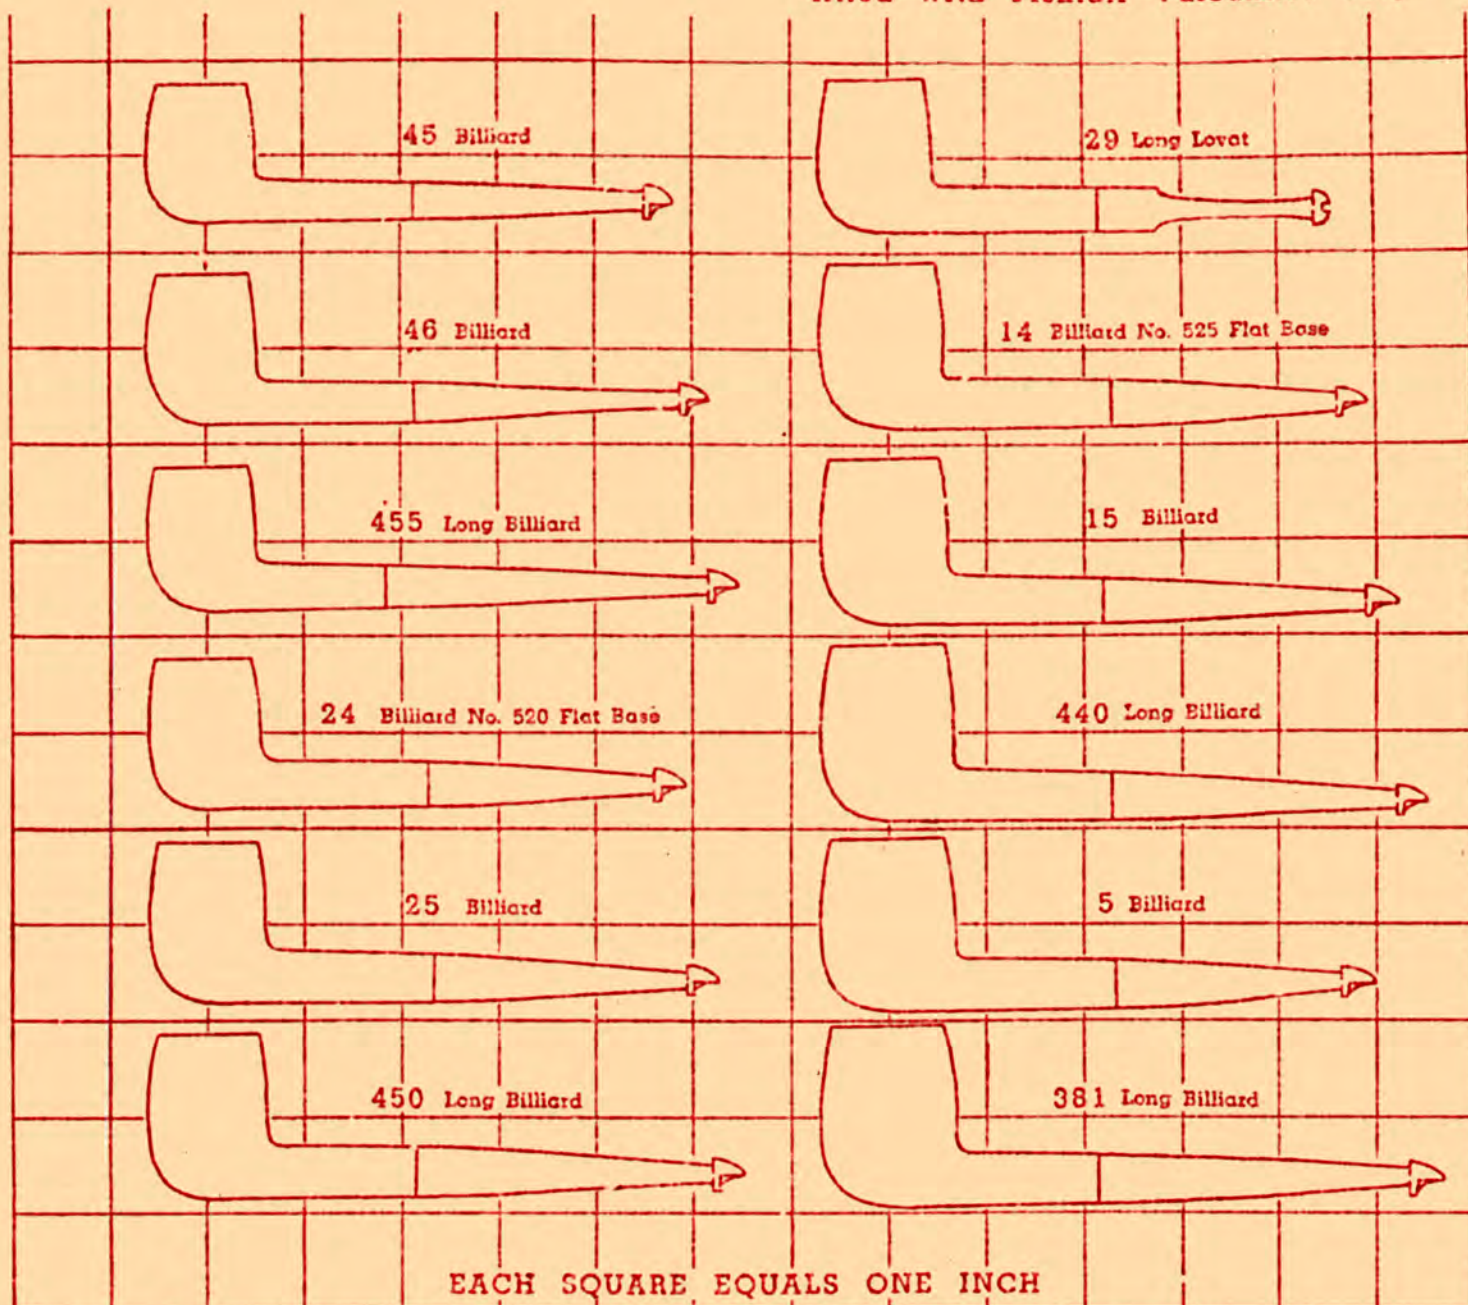 45 Billiard
29 Long Lovat
46 Billiard
14 Billiard No. 525 Flat Base
455 Long Billiard
15 Billiard
24 Billiard No. 520 Flat Base
440 Long Billiard
25 Billiard
5 Billiard
450 Long Billiard
381 Long Billiard
EACH SQUARE EQUALS ONE INCH